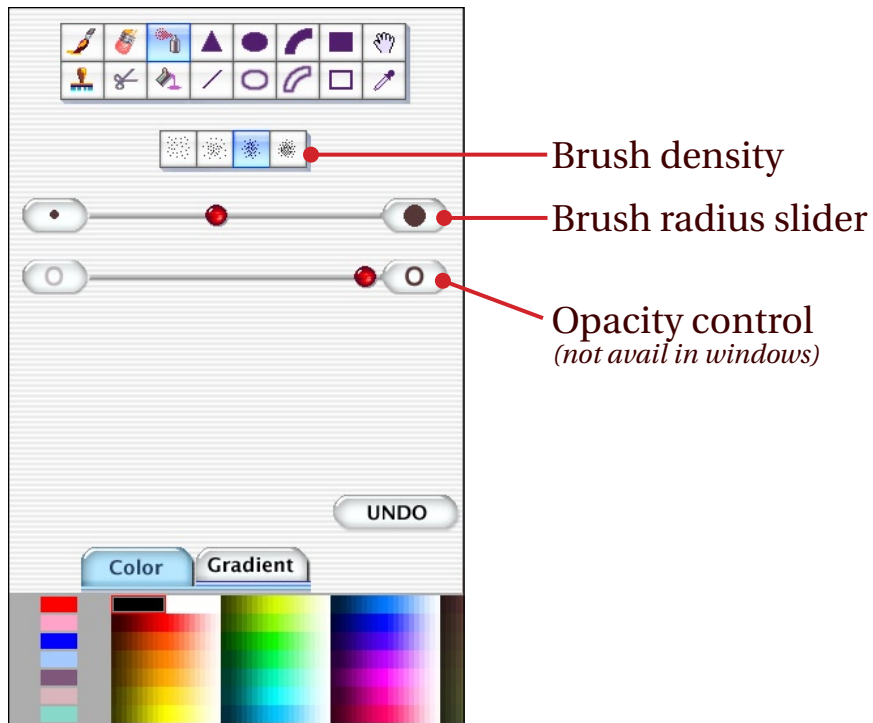 Brush density
Brush radius slider
Opacity control
(not avail in windows)
UNDO
Color
Gradient